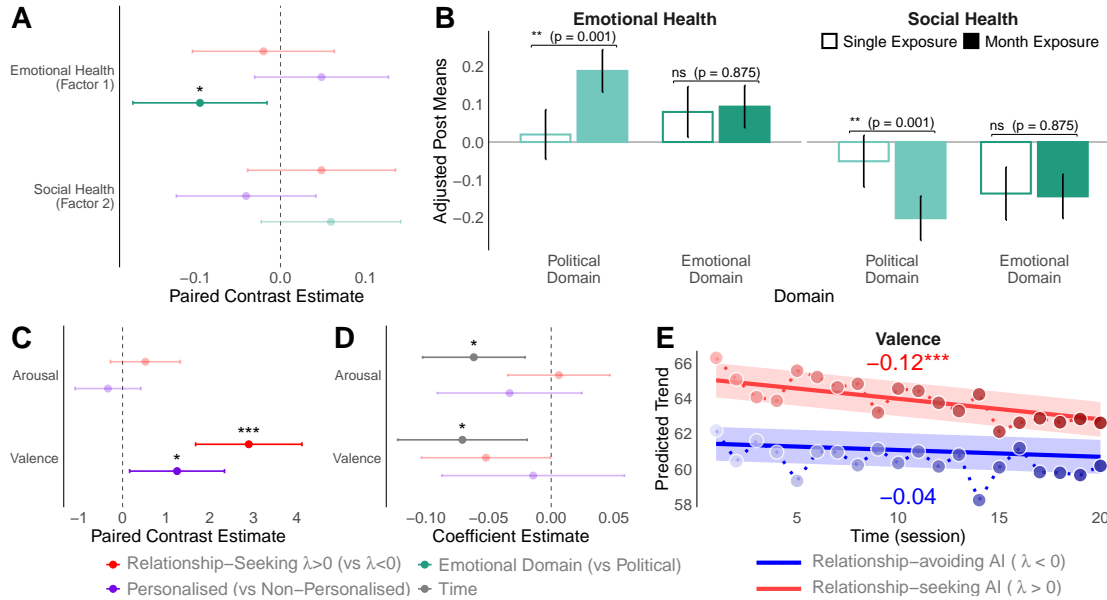 A
Emotional Health
(Factor 1)
*
Social Health
(Factor 2)
−0.1 0.0 0.1
Paired Contrast Estimate
B
Emotional Health Social Health
Single Exposure Month Exposure
** (p = 0.001)
ns (p = 0.875)
** (p = 0.001)
ns (p = 0.875)
Adjusted Post Means
0.2
0.1
0.0
−0.1
−0.2
Political
Domain
Emotional
Domain
Political
Domain
Emotional
Domain
Domain
C
Arousal
Valence
***
*
−1 0 1 2 3 4
Paired Contrast Estimate
D
*
Arousal
*
Valence
−0.10 −0.05 0.00 0.05
Coefficient Estimate
E
Valence
−0.12***
−0.04
Predicted Trend
66
64
62
60
58
5 10 15 20
Time (session)
Relationship−Seeking λ>0 (vs λ<0)
Emotional Domain (vs Political)
Personalised (vs Non−Personalised)
Time
Relationship−avoiding AI ( λ < 0)
Relationship−seeking AI ( λ > 0)